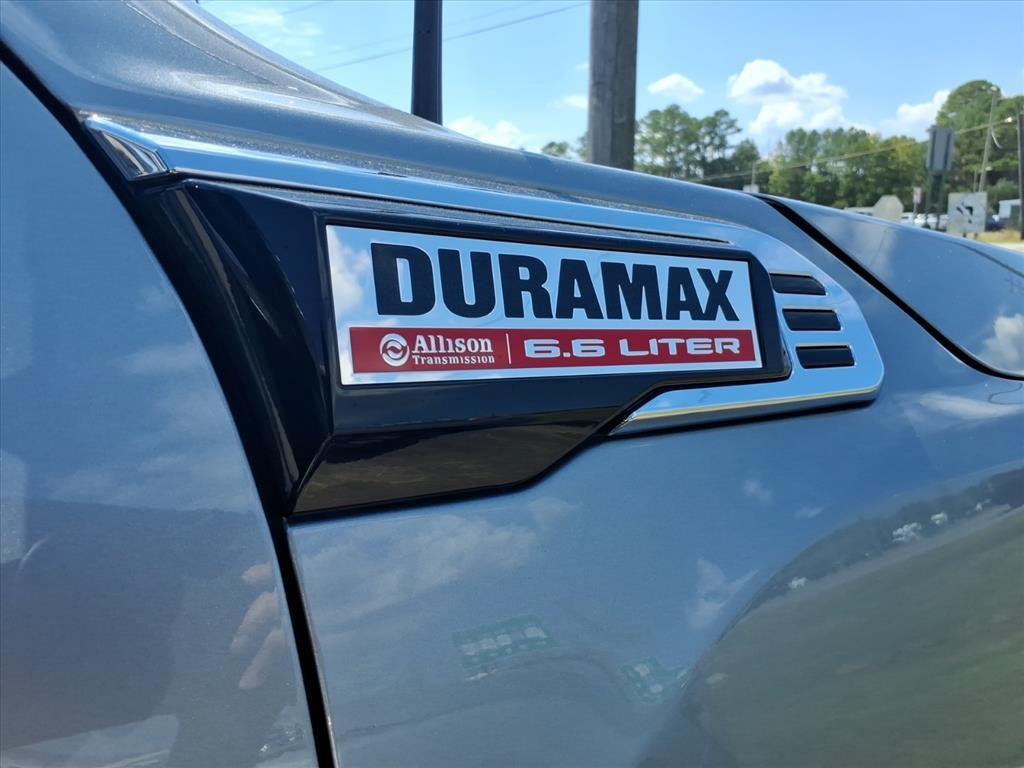 DURAMAX
Allison 6.6 LITER
Transmission